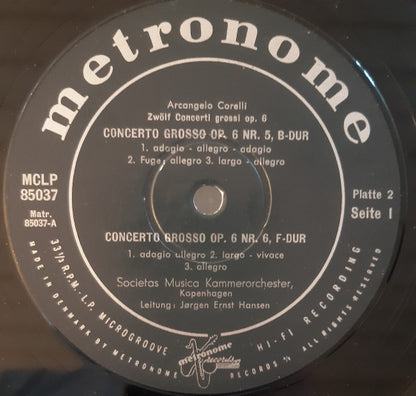 metronome
Arcangelo Corelli
Zwölf Concerti grossi op. 6
CONCERTO GROSSO OP. 6 NR. 5, B-DUR
1. adagio - allegro - adagio
2. Fuge: allegro 3. largo - allegro
MCLP
85037
Matr.
85037-A
Platte 2
Seite 1
CONCERTO GROSSO OP. 6 NR. 6, F-DUR
1. adagio allegro 2. largo - vivace
3. allegro
Societas Musica Kammerorchester,
Kopenhagen
Leitung: Jørgen Ernst Hansen
33⅓ R.P.M. - L.P. MICROGROOVE
HI-FI RECORDING
MADE IN DENMARK BY METRONOME
RECORDS A/S ALL RIGHTS RESERVED
metronome
records